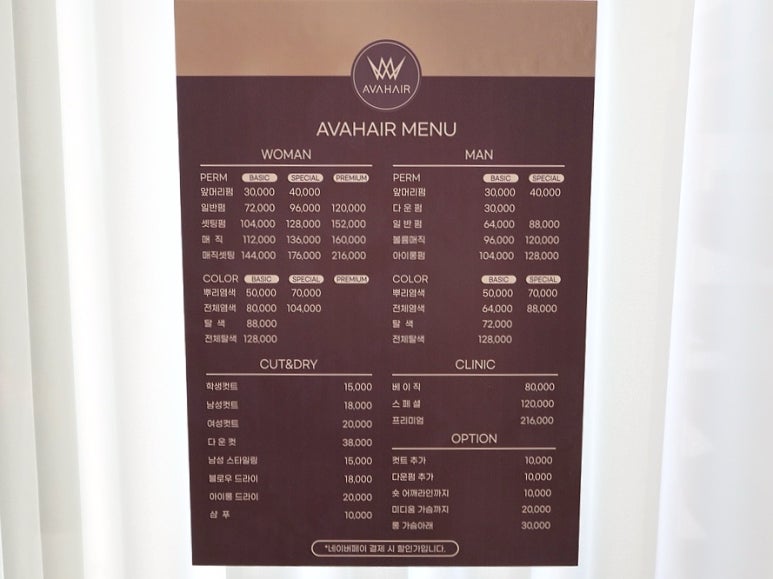 AVAHAIR
AVAHAIR MENU
WOMAN
PERM BASIC SPECIAL PREMIUM
앞머리펌 30,000 40,000
일반펌 72,000 96,000 120,000
셋팅펌 104,000 128,000 152,000
매 직 112,000 136,000 160,000
매직셋팅 144,000 176,000 216,000
COLOR BASIC SPECIAL PREMIUM
뿌리염색 50,000 70,000
전체염색 80,000 104,000
탈 색 88,000
전체탈색 128,000
MAN
PERM BASIC SPECIAL
앞머리펌 30,000 40,000
다 운 펌 30,000
일 반 펌 64,000 88,000
볼륨매직 96,000 120,000
아이롱펌 104,000 128,000
COLOR BASIC SPECIAL
뿌리염색 50,000 70,000
전체염색 64,000 88,000
탈 색 72,000
전체탈색 128,000
CUT&DRY
학생컷트 15,000
남성컷트 18,000
여성컷트 20,000
다 운 컷 38,000
남성 스타일링 15,000
블로우 드라이 18,000
아이롱 드라이 20,000
샴 푸 10,000
CLINIC
베 이 직 80,000
스 페 셜 120,000
프리미엄 216,000
OPTION
컷트 추가 10,000
다운펌 추가 10,000
숏 어깨라인까지 10,000
미디움 가슴까지 20,000
롱 가슴아래 30,000
*네이버페이 결제 시 할인가입니다.